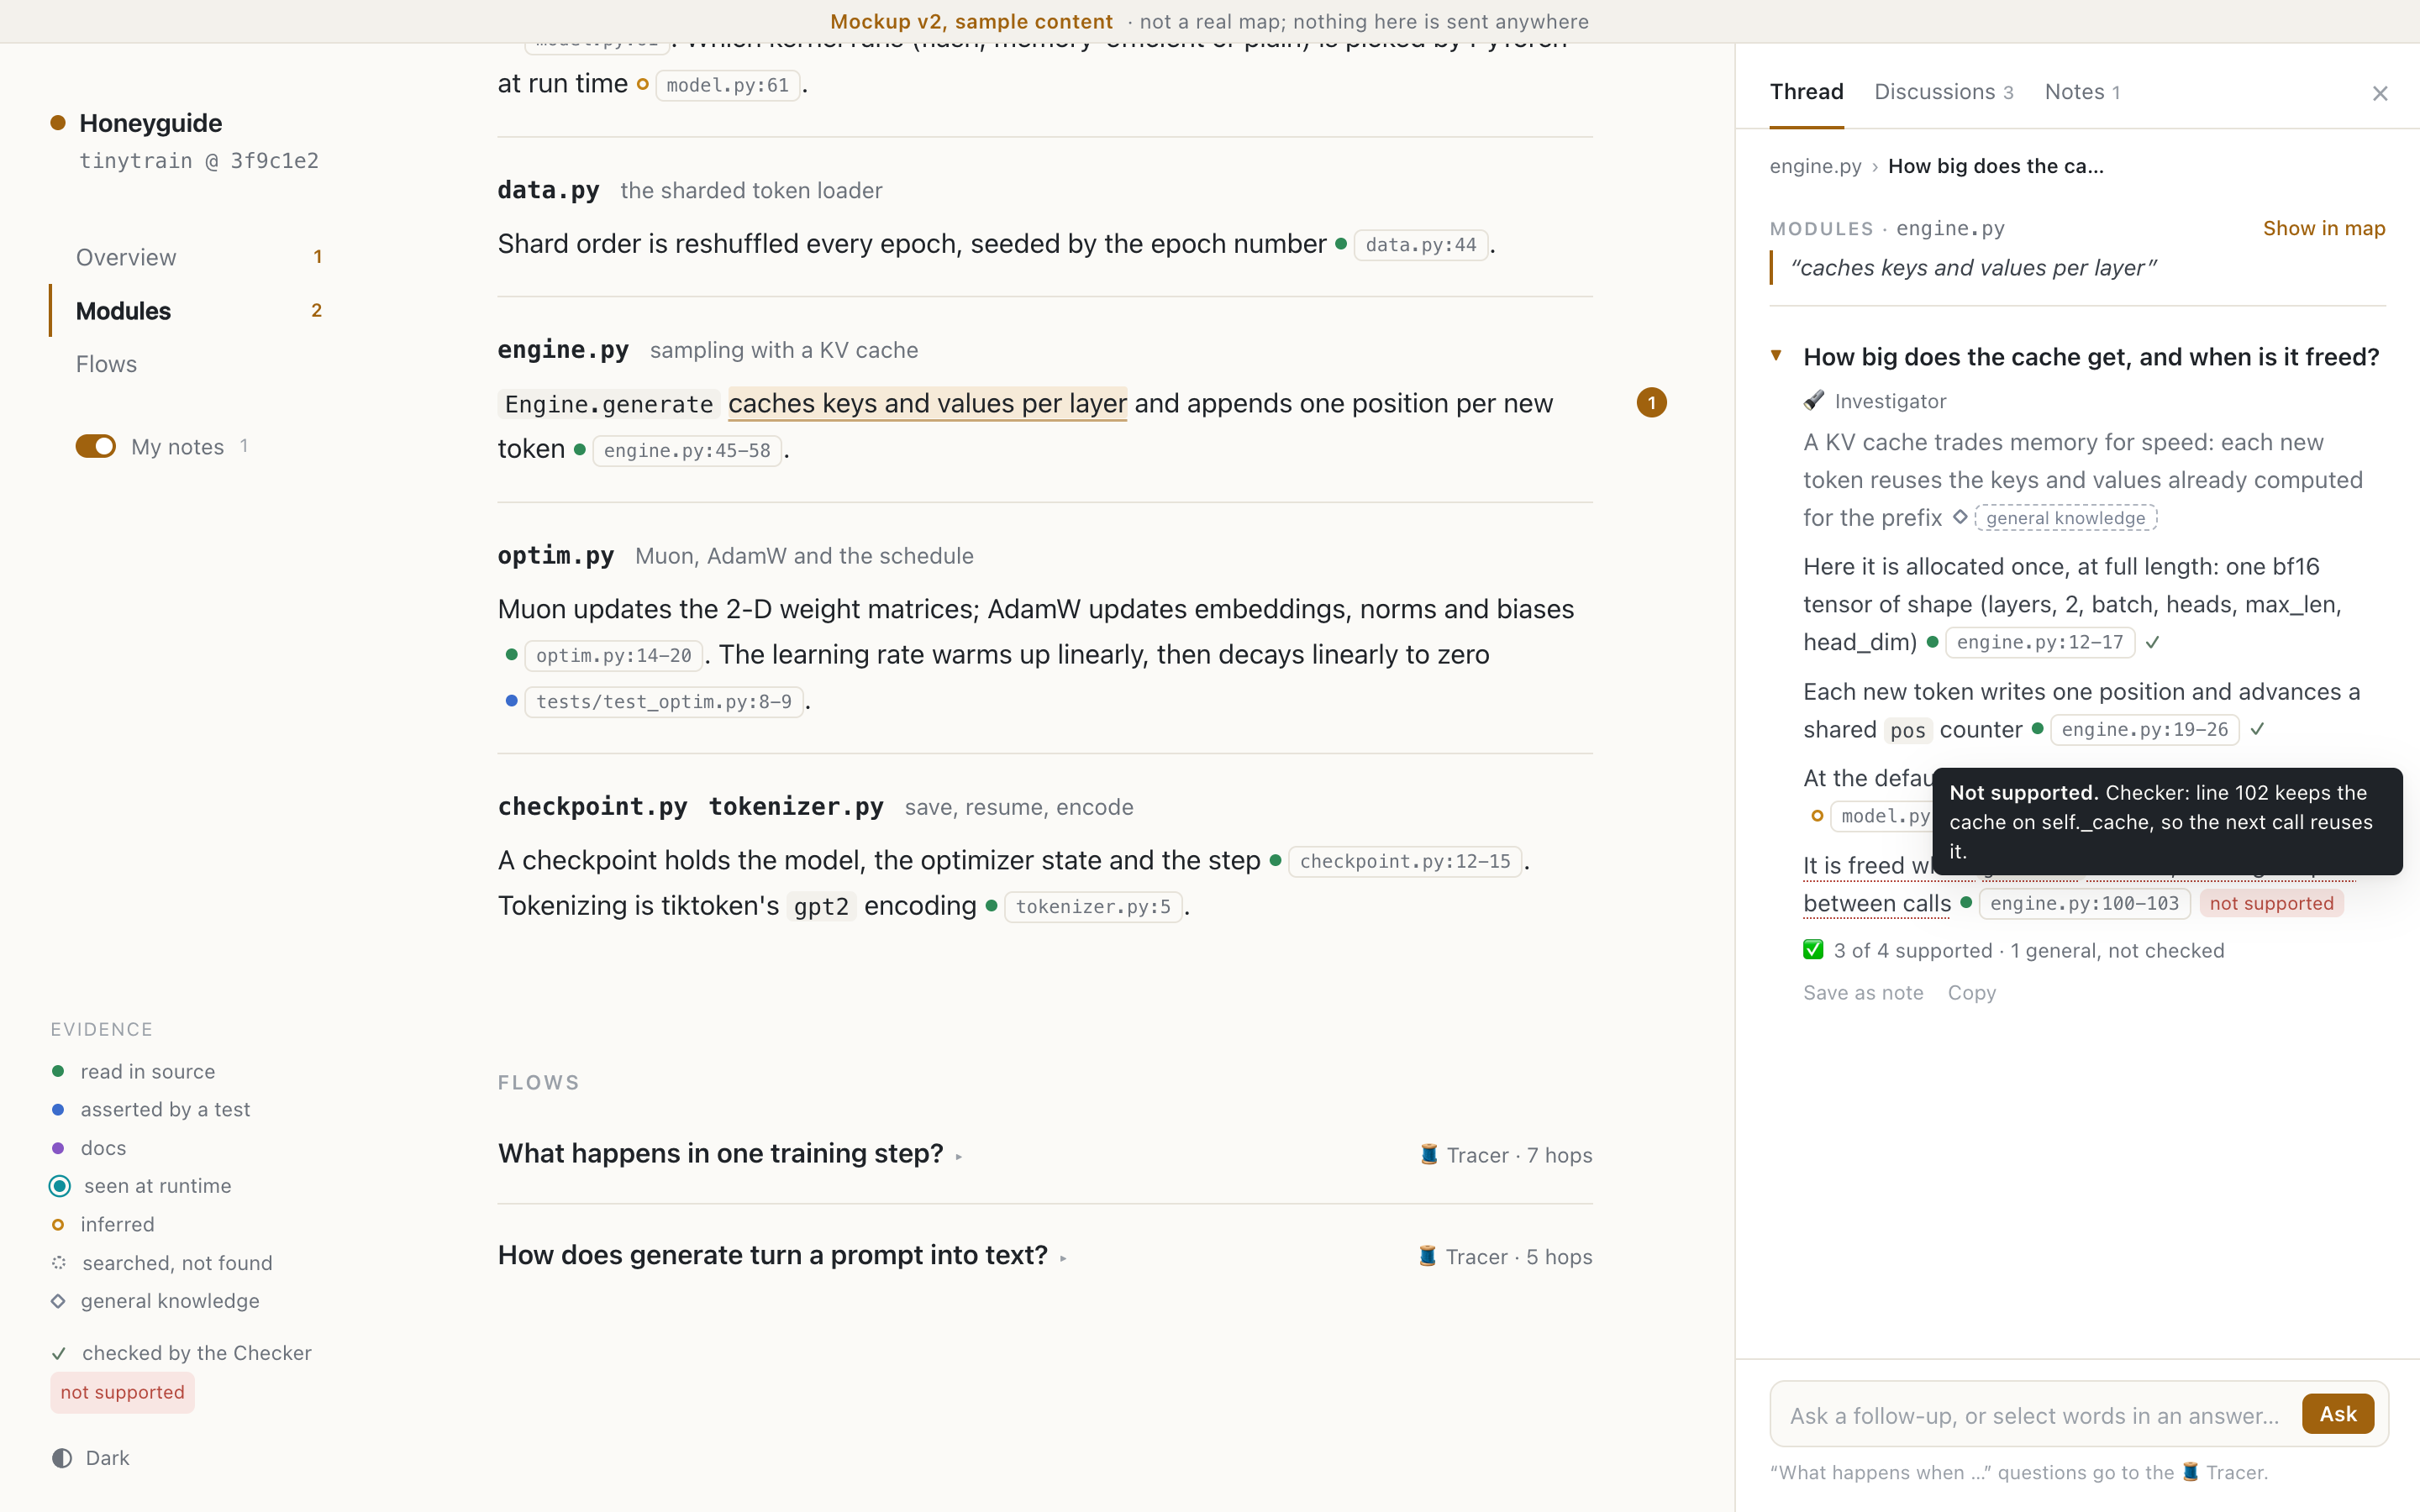 Mockup v2, sample content · not a real map; nothing here is sent anywhere
Honeyguide
tinytrain @ 3f9c1e2
Overview 1
Modules 2
Flows
My notes 1
EVIDENCE
read in source
asserted by a test
docs
seen at runtime
inferred
searched, not found
general knowledge
✓ checked by the Checker
not supported
Dark
at run time model.py:61.
data.py the sharded token loader
Shard order is reshuffled every epoch, seeded by the epoch number data.py:44.
engine.py sampling with a KV cache
Engine.generate caches keys and values per layer and appends one position per new 1
token engine.py:45–58.
optim.py Muon, AdamW and the schedule
Muon updates the 2-D weight matrices; AdamW updates embeddings, norms and biases
optim.py:14–20. The learning rate warms up linearly, then decays linearly to zero
tests/test_optim.py:8–9.
checkpoint.py tokenizer.py save, resume, encode
A checkpoint holds the model, the optimizer state and the step checkpoint.py:12–15.
Tokenizing is tiktoken's gpt2 encoding tokenizer.py:5.
FLOWS
What happens in one training step? ▸ Tracer · 7 hops
How does generate turn a prompt into text? ▸ Tracer · 5 hops
Thread Discussions 3 Notes 1 ×
engine.py › How big does the ca...
MODULES · engine.py Show in map
“caches keys and values per layer”
▼ How big does the cache get, and when is it freed?
Investigator
A KV cache trades memory for speed: each new
token reuses the keys and values already computed
for the prefix general knowledge
Here it is allocated once, at full length: one bf16
tensor of shape (layers, 2, batch, heads, max_len,
head_dim) engine.py:12–17 ✓
Each new token writes one position and advances a
shared pos counter engine.py:19–26 ✓
At the
model.py
Not supported. Checker: line 102 keeps the
cache on self._cache, so the next call reuses
it.
It is freed
between calls engine.py:100–103 not supported
✅ 3 of 4 supported · 1 general, not checked
Save as note Copy
Ask a follow-up, or select words in an answer... Ask
“What happens when ...” questions go to the Tracer.